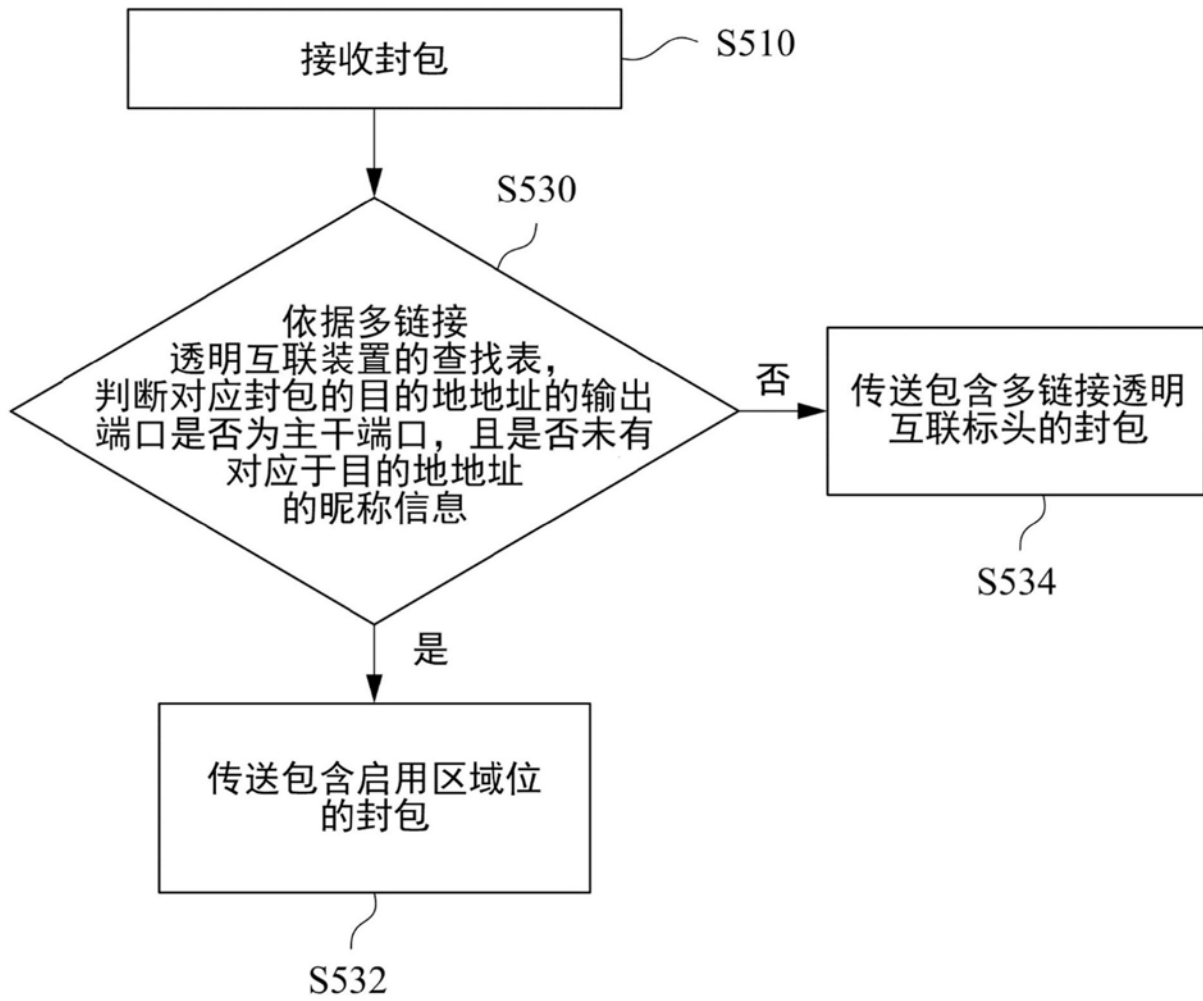 接收封包
S510
S530
依据多链接
透明互联装置的查找表，
判断对应封包的目的地地址的输出
端口是否为主干端口，且是否未有
对应于目的地地址
的昵称信息
否
传送包含多链接透明
互联标头的封包
S534
是
传送包含启用区域位
的封包
S532